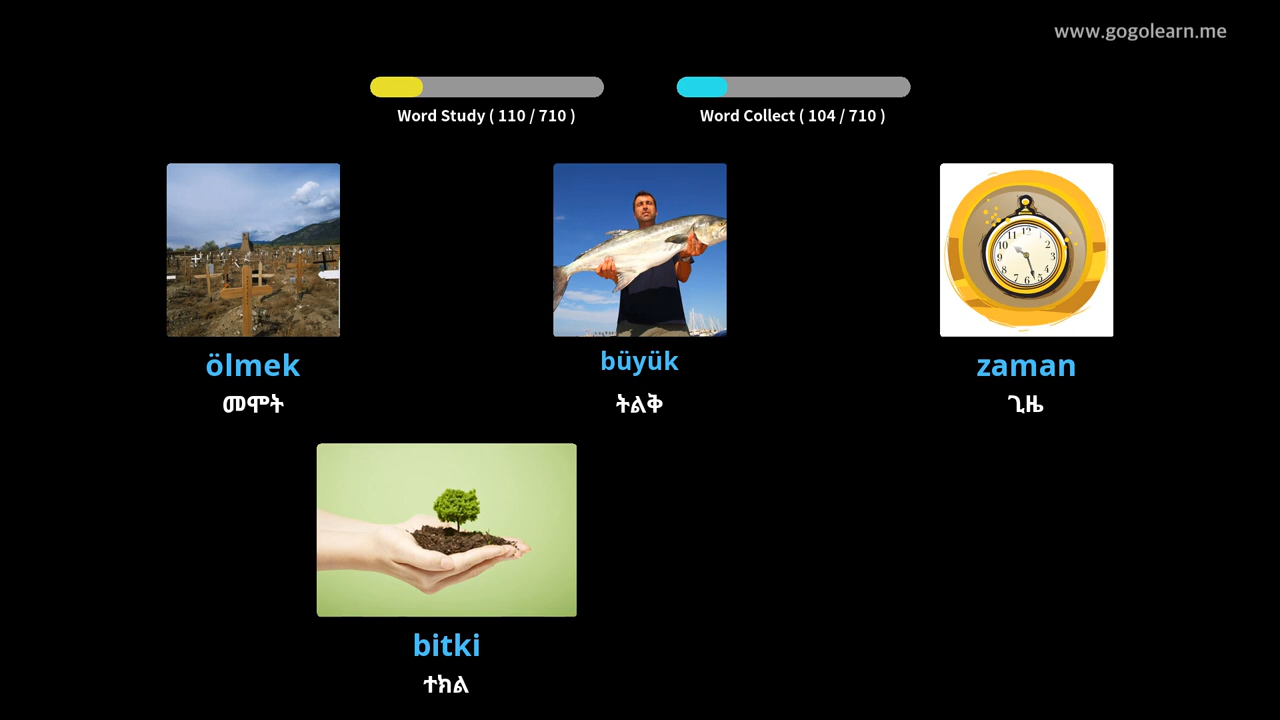 www.gogolearn.me
Word Study ( 110 / 710 )
Word Collect ( 104 / 710 )
ölmek
መሞት
büyük
ትልቅ
zaman
ጊዜ
bitki
ተክል